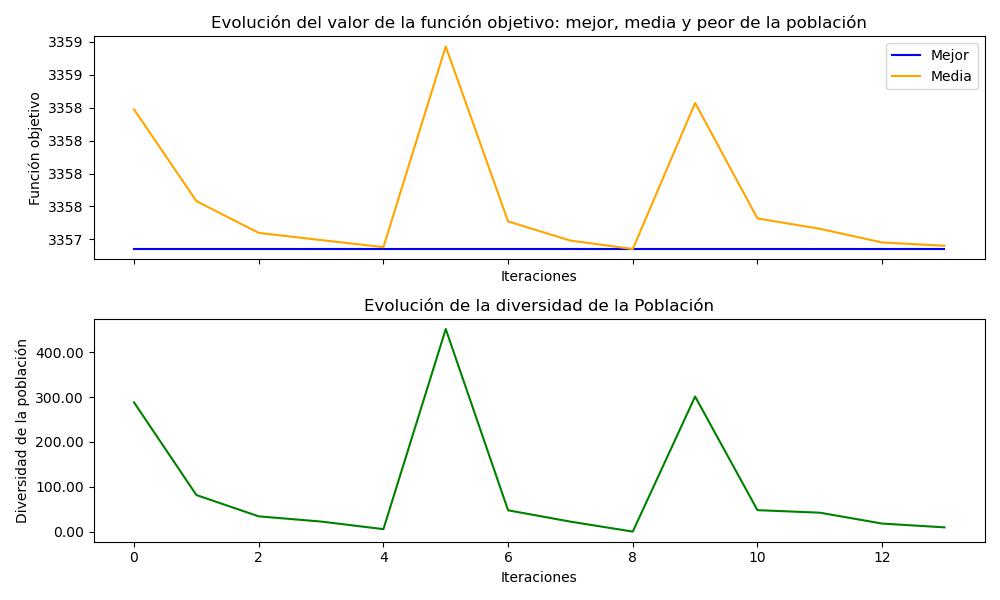 Evolución del valor de la función objetivo: mejor, media y peor de la población
3359
3359
3358
3358
3358
3358
3357
Función objetivo
Mejor
Media
Iteraciones
Evolución de la diversidad de la Población
400.00
300.00
200.00
100.00
0.00
Diversidad de la población
0 2 4 6 8 10 12
Iteraciones